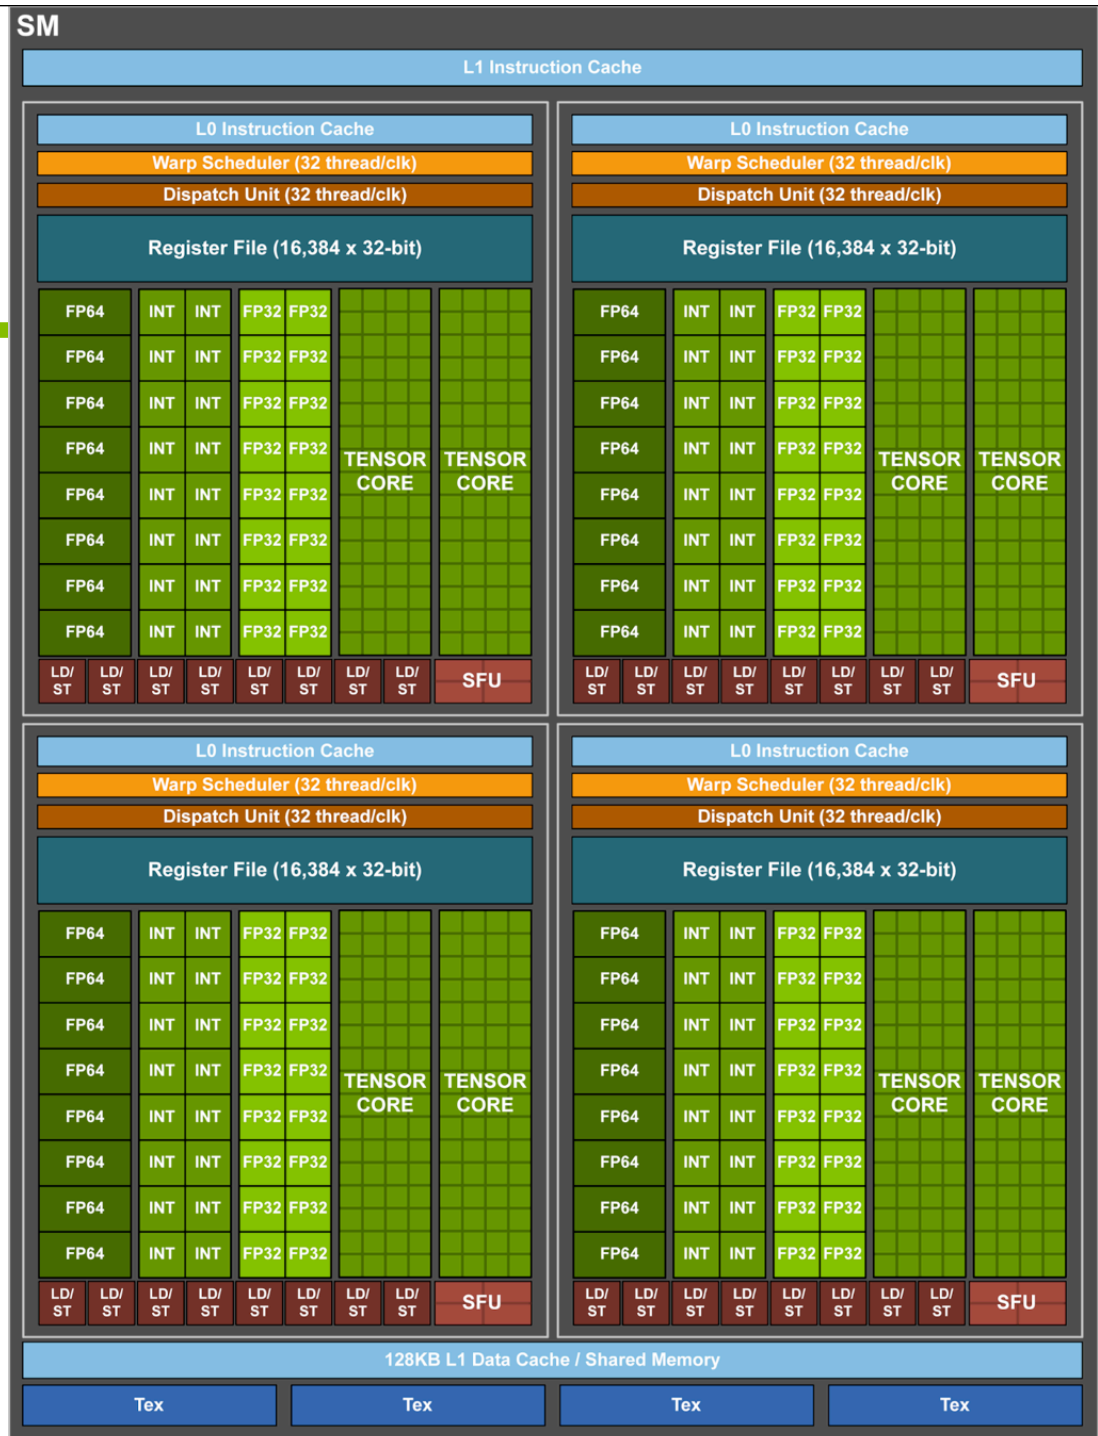 SM
L1 Instruction Cache
L0 Instruction Cache L0 Instruction Cache
Warp Scheduler (32 thread/clk) Warp Scheduler (32 thread/clk)
Dispatch Unit (32 thread/clk) Dispatch Unit (32 thread/clk)
Register File (16,384 x 32-bit) Register File (16,384 x 32-bit)
FP64 INT INT FP32 FP32 FP64 INT INT FP32 FP32
FP64 INT INT FP32 FP32 FP64 INT INT FP32 FP32
FP64 INT INT FP32 FP32 FP64 INT INT FP32 FP32
FP64 INT INT FP32 FP32 FP64 INT INT FP32 FP32
TENSOR TENSOR TENSOR TENSOR
CORE CORE CORE CORE
FP64 INT INT FP32 FP32 FP64 INT INT FP32 FP32
FP64 INT INT FP32 FP32 FP64 INT INT FP32 FP32
FP64 INT INT FP32 FP32 FP64 INT INT FP32 FP32
FP64 INT INT FP32 FP32 FP64 INT INT FP32 FP32
LD/ LD/ LD/ LD/ LD/ LD/ LD/ LD/ SFU LD/ LD/ LD/ LD/ LD/ LD/ LD/ LD/ SFU
ST ST ST ST ST ST ST ST ST ST ST ST ST ST ST ST
L0 Instruction Cache L0 Instruction Cache
Warp Scheduler (32 thread/clk) Warp Scheduler (32 thread/clk)
Dispatch Unit (32 thread/clk) Dispatch Unit (32 thread/clk)
Register File (16,384 x 32-bit) Register File (16,384 x 32-bit)
FP64 INT INT FP32 FP32 FP64 INT INT FP32 FP32
FP64 INT INT FP32 FP32 FP64 INT INT FP32 FP32
FP64 INT INT FP32 FP32 FP64 INT INT FP32 FP32
FP64 INT INT FP32 FP32 FP64 INT INT FP32 FP32
TENSOR TENSOR TENSOR TENSOR
CORE CORE CORE CORE
FP64 INT INT FP32 FP32 FP64 INT INT FP32 FP32
FP64 INT INT FP32 FP32 FP64 INT INT FP32 FP32
FP64 INT INT FP32 FP32 FP64 INT INT FP32 FP32
FP64 INT INT FP32 FP32 FP64 INT INT FP32 FP32
LD/ LD/ LD/ LD/ LD/ LD/ LD/ LD/ SFU LD/ LD/ LD/ LD/ LD/ LD/ LD/ LD/ SFU
ST ST ST ST ST ST ST ST ST ST ST ST ST ST ST ST
128KB L1 Data Cache / Shared Memory
Tex Tex Tex Tex